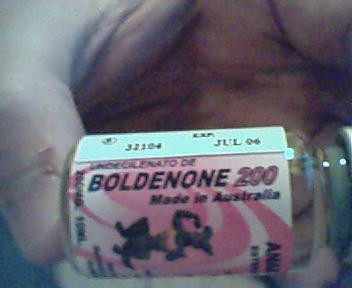 EXP.
32104 JUL 06
UNDECILENATO DE
BOLDENONE 200
Made in Australia